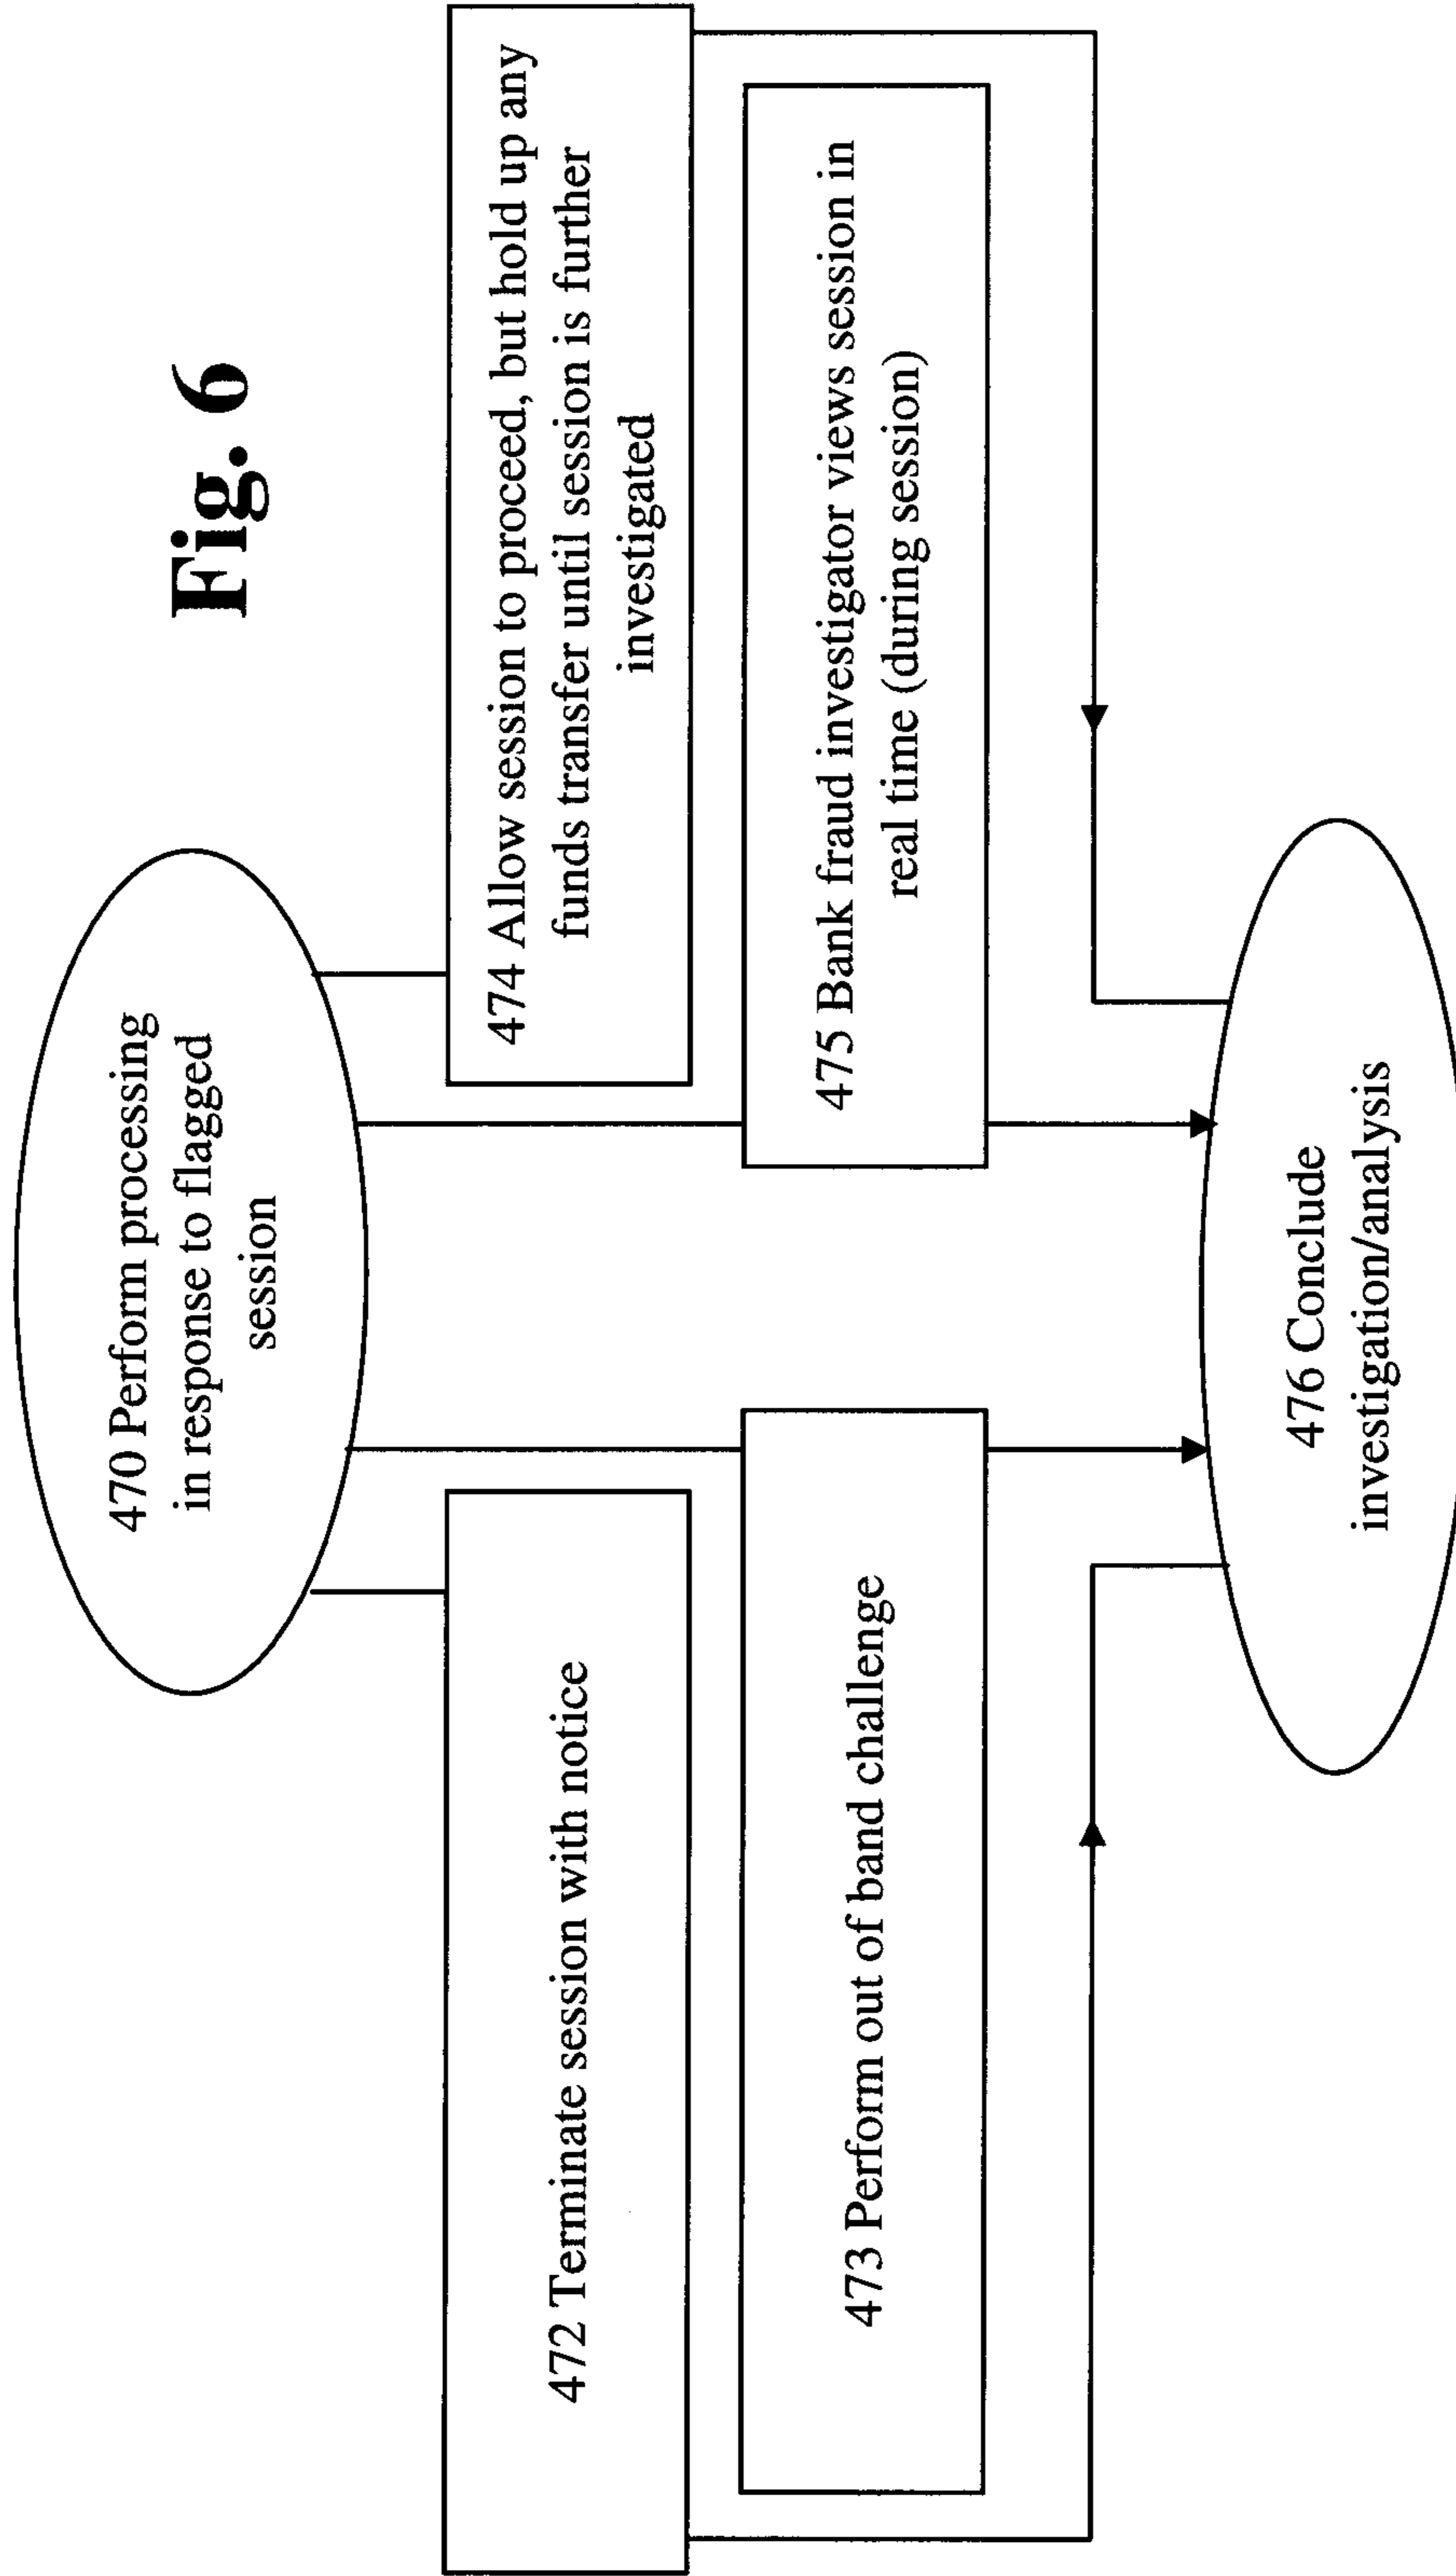 Fig. 6
470 Perform processing
in response to flagged
session
472 Terminate session with notice
474 Allow session to proceed, but hold up any
funds transfer until session is further
investigated
473 Perform out of band challenge
475 Bank fraud investigator views session in
real time (during session)
476 Conclude
investigation/analysis